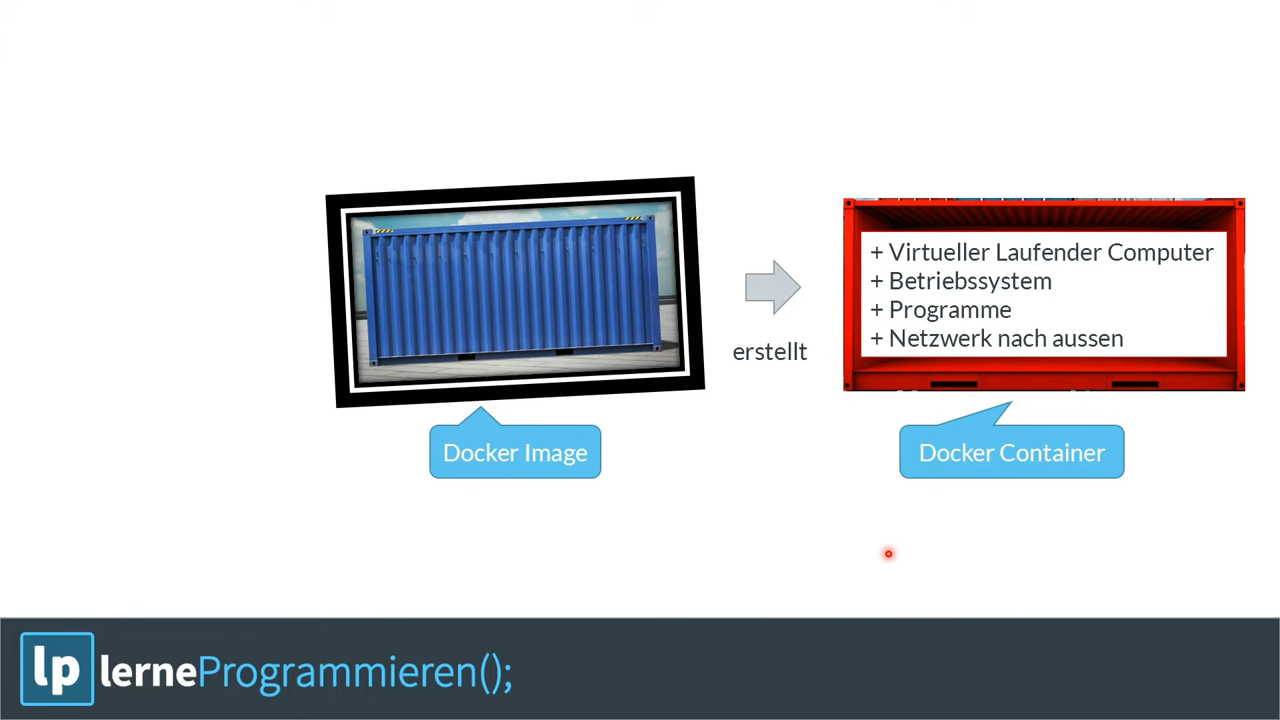 + Virtueller Laufender Computer
+ Betriebssystem
+ Programme
+ Netzwerk nach aussen
erstellt
Docker Image
Docker Container
lp lerneProgrammieren();